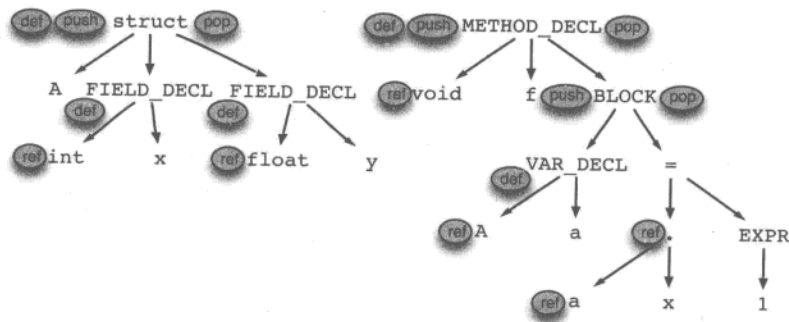 def push struct pop def push METHOD_DECL pop
A FIELD_DECL FIELD_DECL ref void f push BLOCK pop
def def
ref int x ref float y def VAR_DECL =
ref A a ref . EXPR
ref a x 1